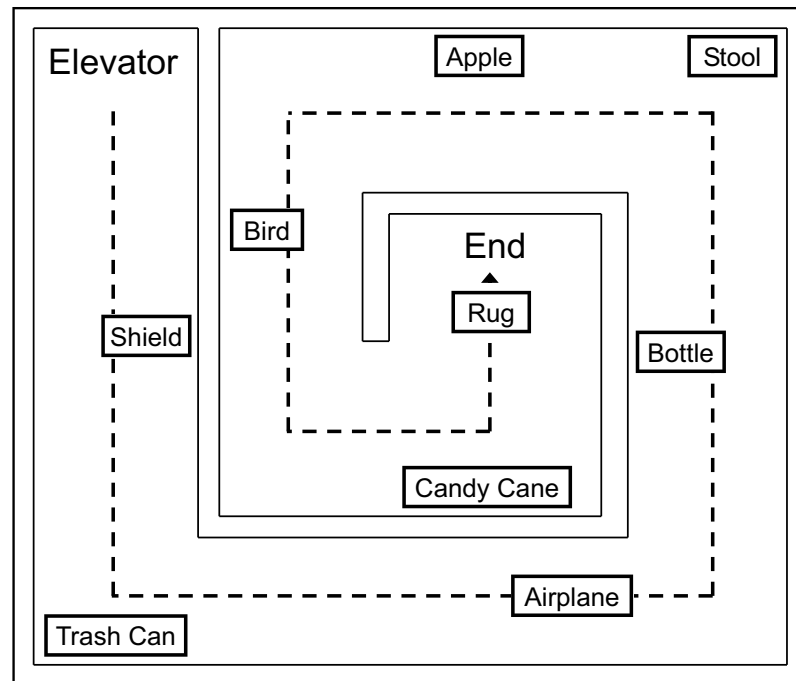 Elevator
Apple
Stool
Bird
End
Rug
Shield
Bottle
Candy Cane
Airplane
Trash Can